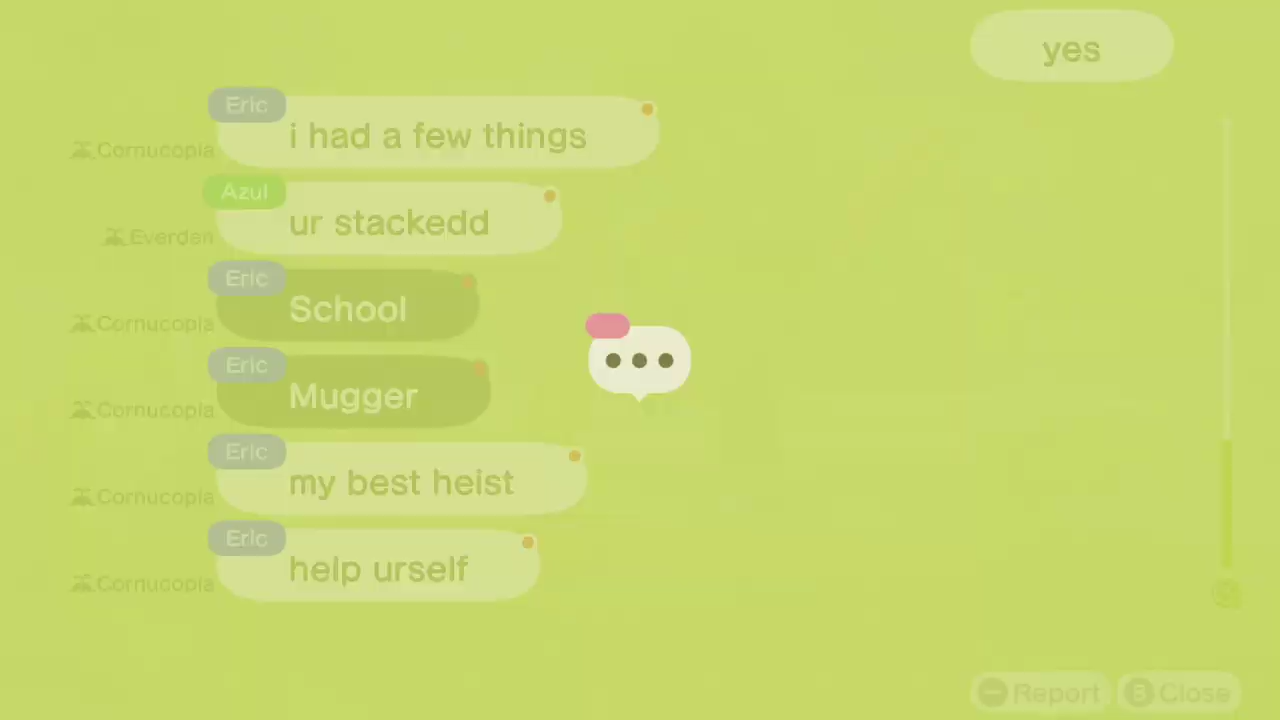 yes
Eric
i had a few things
Cornucopia
Azul
ur stackedd
Everden
Eric
School
Cornucopia
Eric
Mugger
Cornucopia
Eric
my best heist
Cornucopia
Eric
help urself
Cornucopia
Report
Close